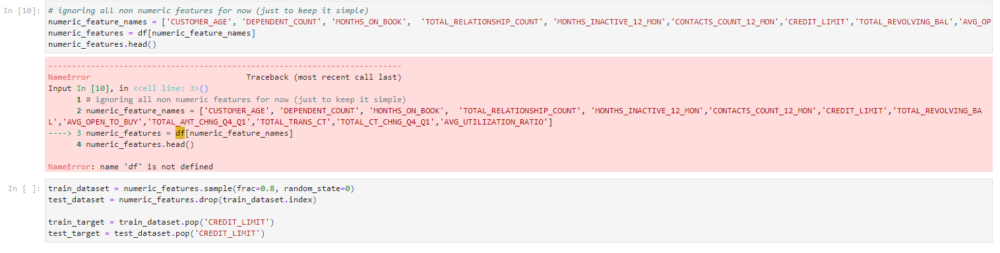 In [10]: # ignoring all non numeric features for now (just to keep it simple)
numeric_feature_names = ['CUSTOMER_AGE', 'DEPENDENT_COUNT', 'MONTHS_ON_BOOK',  'TOTAL_RELATIONSHIP_COUNT', 'MONTHS_INACTIVE_12_MON','CONTACTS_COUNT_12_MON','CREDIT_LIMIT','TOTAL_REVOLVING_BAL','AVG_OP
numeric_features = df[numeric_feature_names]
numeric_features.head()
---------------------------------------------------------------------------
NameError                                 Traceback (most recent call last)
Input In [10], in <cell line: 3>()
      1 # ignoring all non numeric features for now (just to keep it simple)
      2 numeric_feature_names = ['CUSTOMER_AGE', 'DEPENDENT_COUNT', 'MONTHS_ON_BOOK',  'TOTAL_RELATIONSHIP_COUNT', 'MONTHS_INACTIVE_12_MON','CONTACTS_COUNT_12_MON','CREDIT_LIMIT','TOTAL_REVOLVING_BA
L','AVG_OPEN_TO_BUY','TOTAL_AMT_CHNG_Q4_Q1','TOTAL_TRANS_CT','TOTAL_CT_CHNG_Q4_Q1','AVG_UTILIZATION_RATIO']
----> 3 numeric_features = df[numeric_feature_names]
      4 numeric_features.head()
NameError: name 'df' is not defined
In [ ]: train_dataset = numeric_features.sample(frac=0.8, random_state=0)
test_dataset = numeric_features.drop(train_dataset.index)
train_target = train_dataset.pop('CREDIT_LIMIT')
test_target = test_dataset.pop('CREDIT_LIMIT')